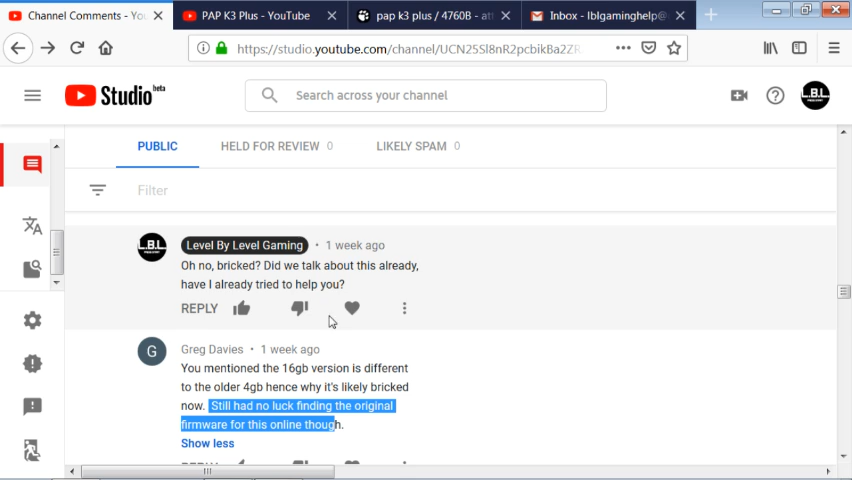 Channel Comments - You
PAP K3 Plus - YouTube
pap k3 plus / 4760B - att
Inbox - lblgaminghelp@
https://studio.youtube.com/channel/UCN25Sl8nR2pcbikBa2ZR
Studio beta
Search across your channel
L.B.L
PUBLIC
HELD FOR REVIEW 0
LIKELY SPAM 0
Filter
L.B.L
Level By Level Gaming • 1 week ago
Oh no, bricked? Did we talk about this already,
have I already tried to help you?
REPLY
G
Greg Davies • 1 week ago
You mentioned the 16gb version is different
to the older 4gb hence why it's likely bricked
now. Still had no luck finding the original
firmware for this online though.
Show less
REPLY